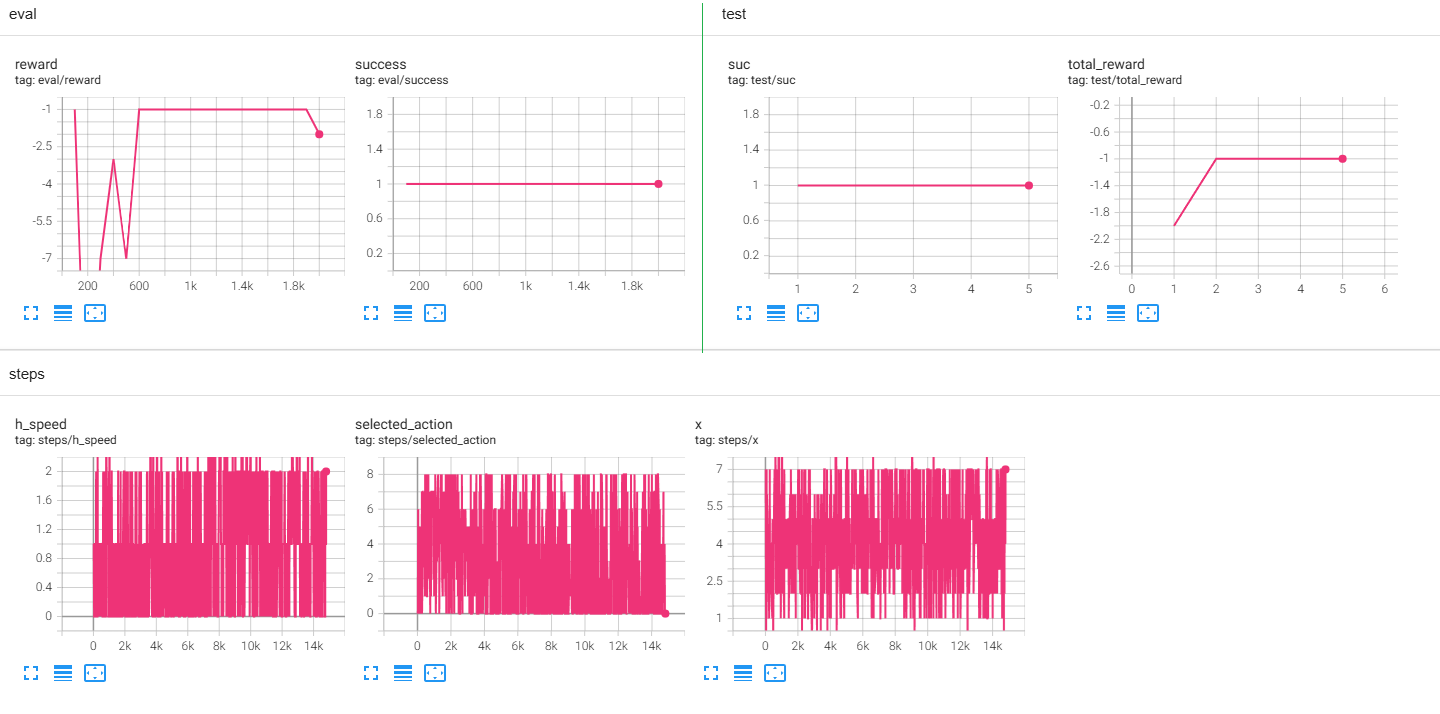 eval
test
reward
tag: eval/reward
success
tag: eval/success
suc
tag: test/suc
total_reward
tag: test/total_reward
-1
-2.5
-4
-5.5
-7
200 600 1k 1.4k 1.8k
1.8
1.4
1
0.6
0.2
200 600 1k 1.4k 1.8k
1.8
1.4
1
0.6
0.2
1 2 3 4 5
-0.2
-0.6
-1
-1.4
-1.8
-2.2
-2.6
0 1 2 3 4 5 6
steps
h_speed
tag: steps/h_speed
selected_action
tag: steps/selected_action
x
tag: steps/x
2
1.6
1.2
0.8
0.4
0
0 2k 4k 6k 8k 10k 12k 14k
8
6
4
2
0
0 2k 4k 6k 8k 10k 12k 14k
7
5.5
4
2.5
1
0 2k 4k 6k 8k 10k 12k 14k